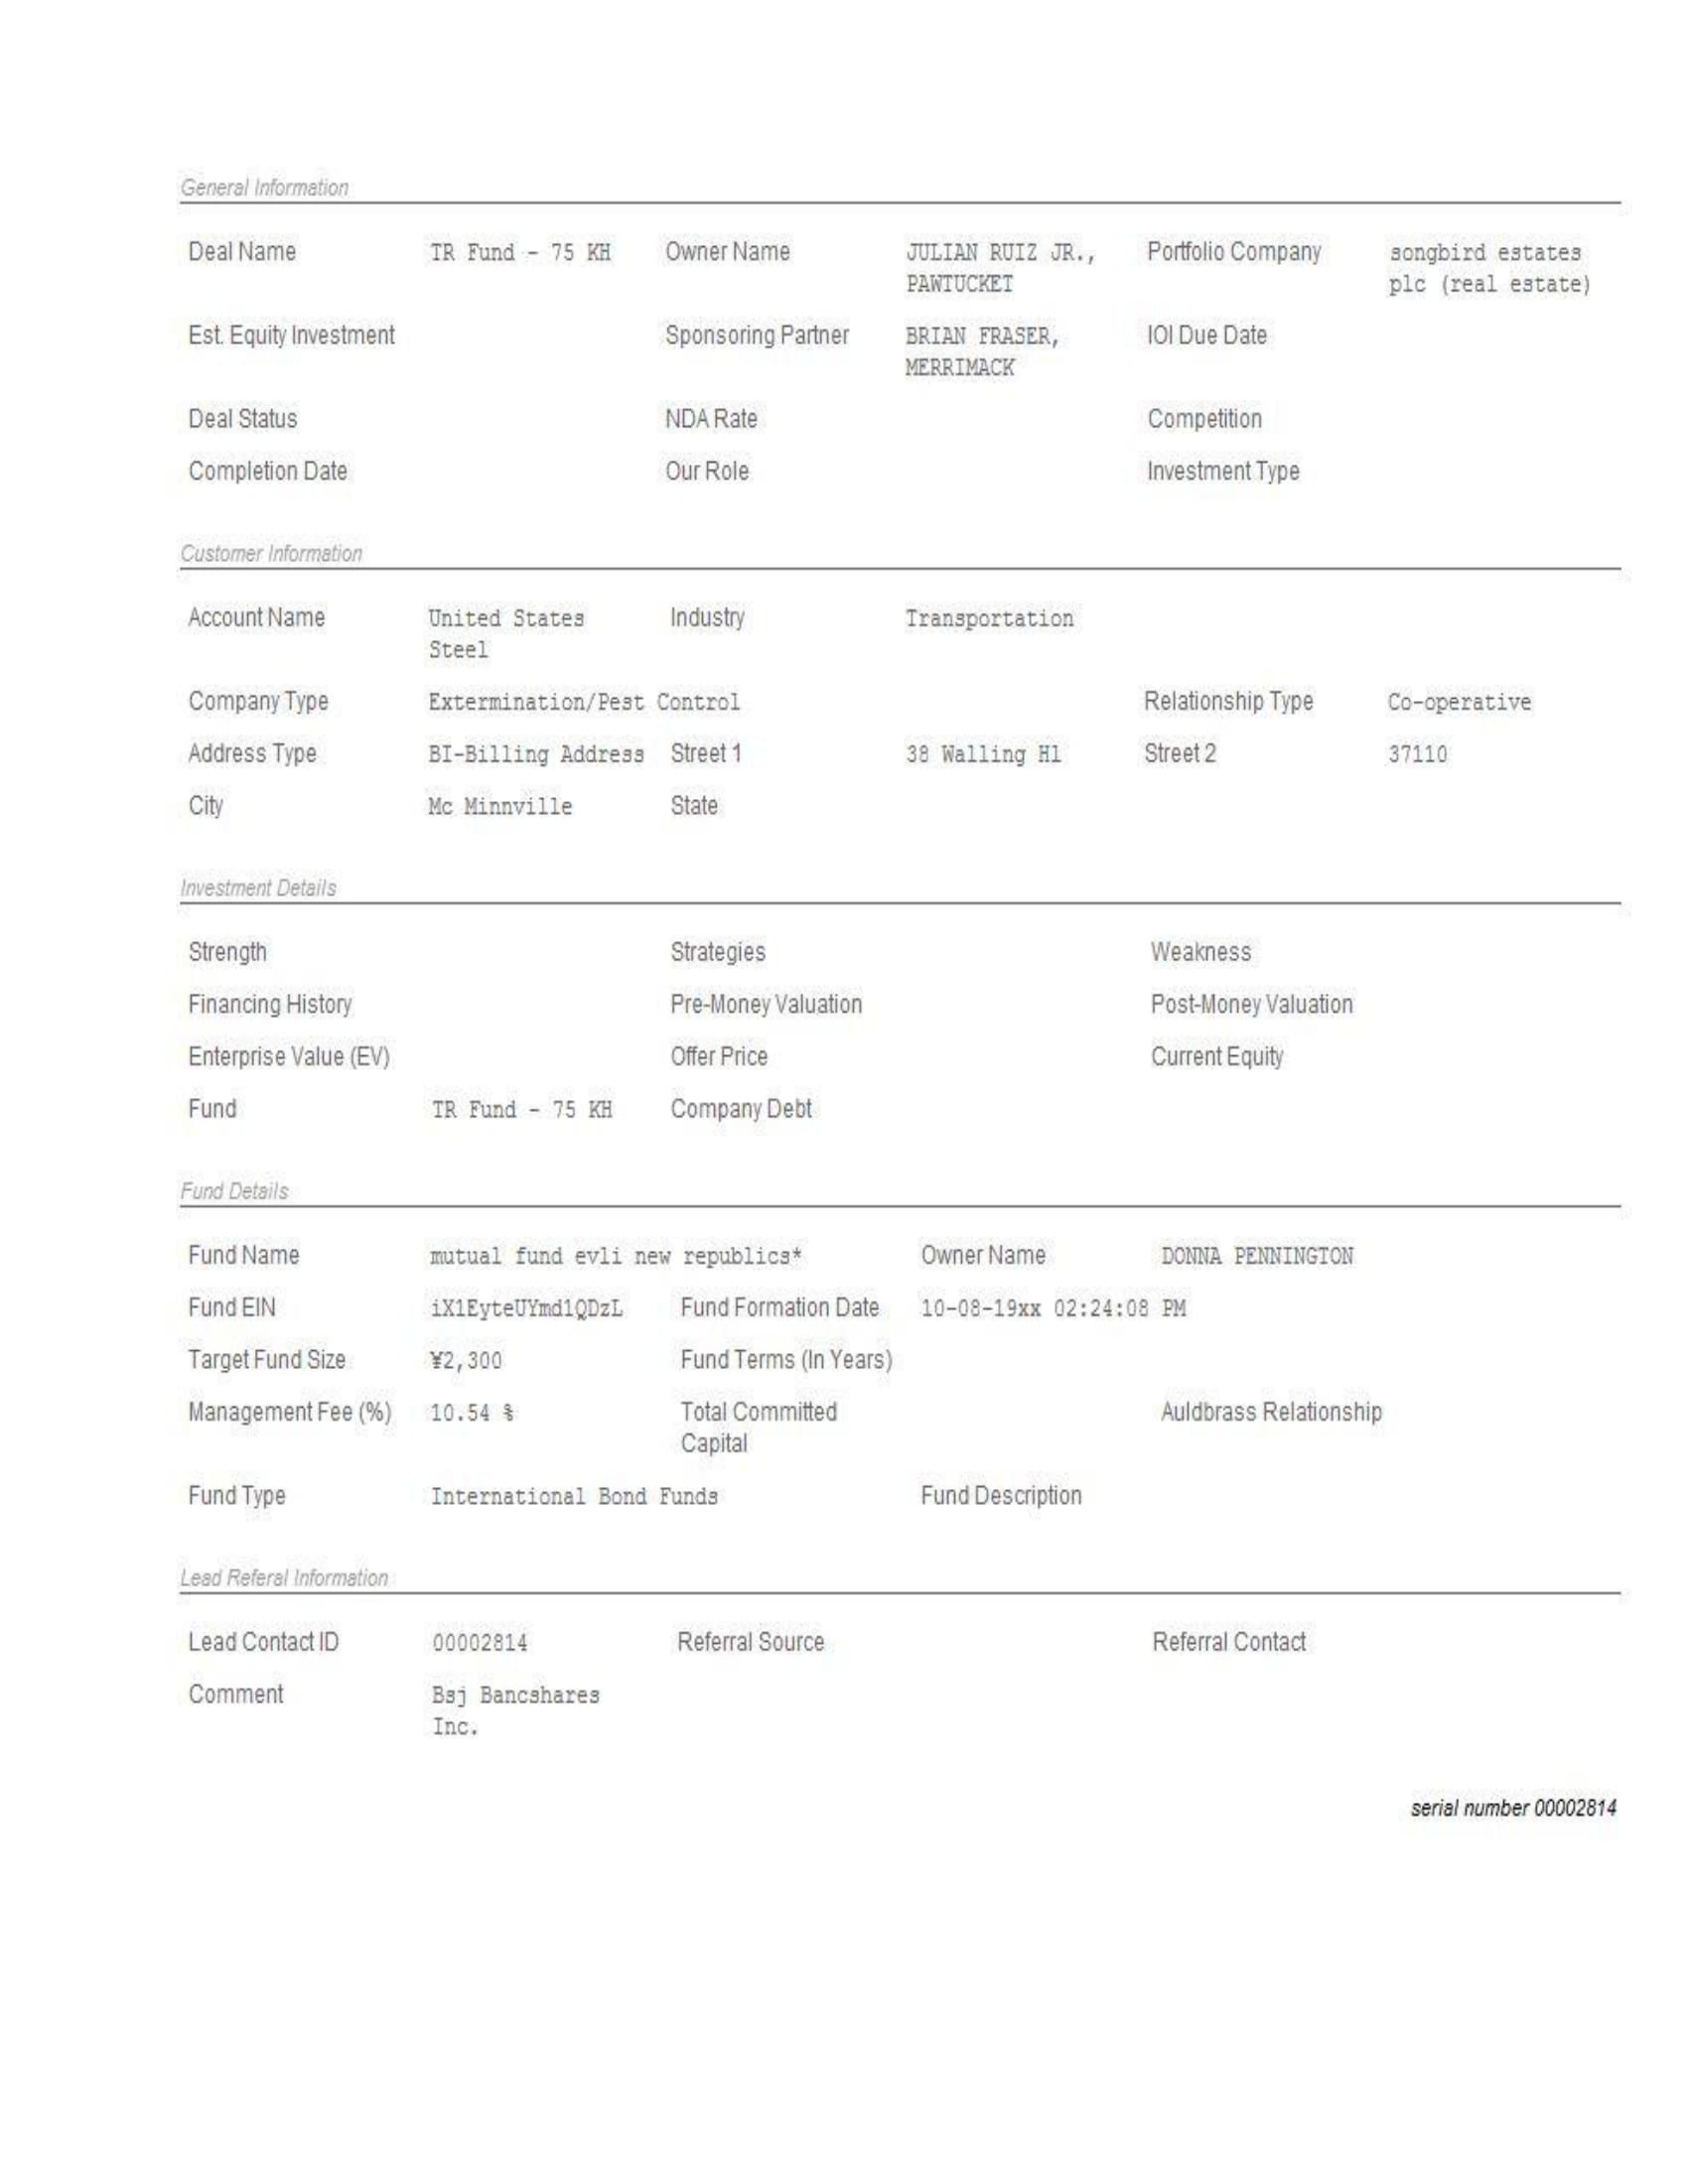 General Information
Deal Name TR Fund - 75 KH Owner Name JULIAN RUIZ JR., Portfolio Company songbird estates
PAWTUCKET plc (real estate)
Est. Equity Investment Sponsoring Partner BRIAN FRASER, IOI Due Date
MERRIMACK
Deal Status NDA Rate Competition
Completion Date Our Role Investment Type
Customer Information
Account Name United States Industry Transportation
Steel
Company Type Extermination/Pest Control Relationship Type Co-operative
Address Type BI-Billing Address Street 1 38 Walling Hl Street 2 37110
City Mc Minnville State
Investment Details
Strength Strategies Weakness
Financing History Pre-Money Valuation Post-Money Valuation
Enterprise Value (EV) Offer Price Current Equity
Fund TR Fund - 75 KH Company Debt
Fund Details
Fund Name mutual fund evli new republics* Owner Name DONNA PENNINGTON
Fund EIN iX1EyteUYmd1QDzL Fund Formation Date 10-08-19xx 02:24:08 PM
Target Fund Size ¥2,300 Fund Terms (In Years)
Management Fee (%) 10.54 % Total Committed Auldbrass Relationship
Capital
Fund Type International Bond Funds Fund Description
Lead Referal Information
Lead Contact ID 00002814 Referral Source Referral Contact
Comment Bsj Bancshares
Inc.
serial number 00002814